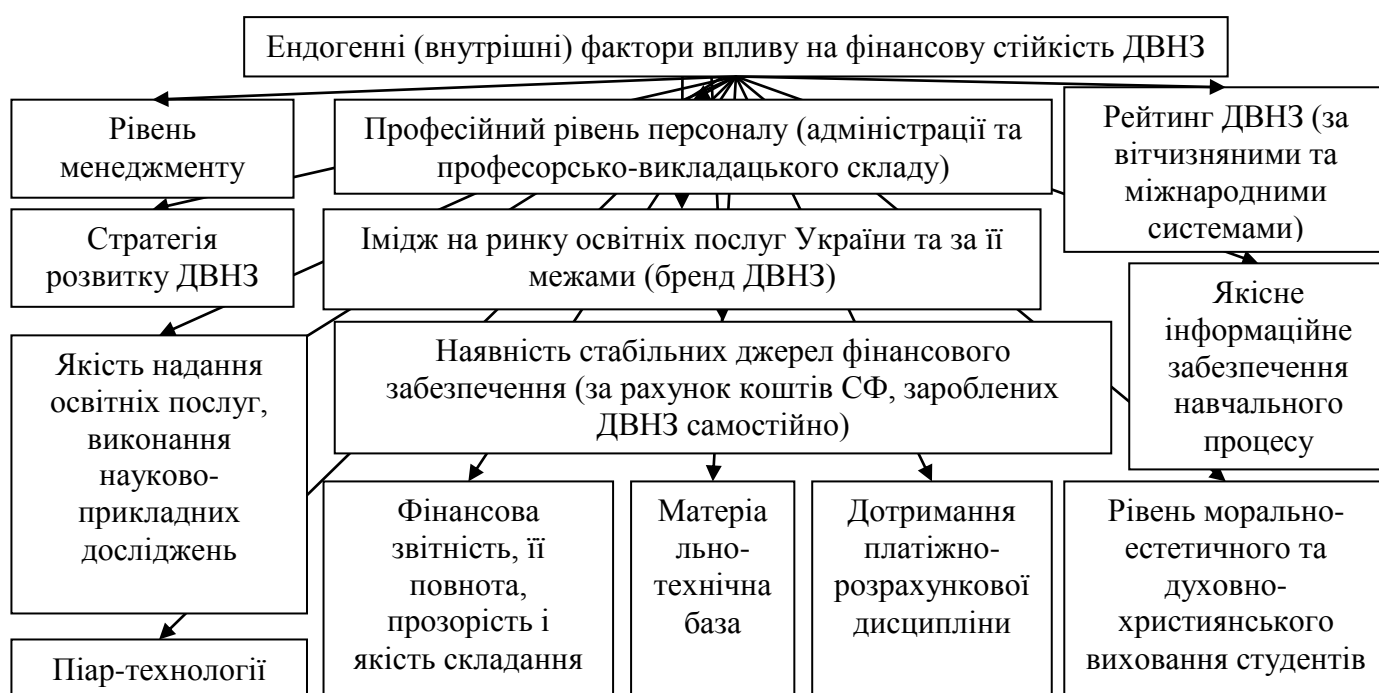 Ендогенні (внутрішні) фактори впливу на фінансову стійкість ДВНЗ
Рівень
менеджменту
Професійний рівень персоналу (адміністрації та
професорсько-викладацького складу)
Рейтинг ДВНЗ (за
вітчизняними та
міжнародними
системами)
Стратегія
розвитку ДВНЗ
Імідж на ринку освітніх послуг України та за її
межами (бренд ДВНЗ)
Якісне
інформаційне
забезпечення
навчального
процесу
Якість надання
освітніх послуг,
виконання
науково-
прикладних
досліджень
Наявність стабільних джерел фінансового
забезпечення (за рахунок коштів СФ, зароблених
ДВНЗ самостійно)
Фінансова
звітність, її
повнота,
прозорість і
якість складання
Матеріа
льно-
технічна
база
Дотримання
платіжно-
розрахункової
дисципліни
Рівень морально-
естетичного та
духовно-
християнського
виховання студентів
Піар-технології